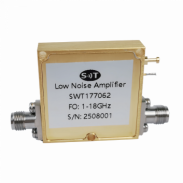 SWT
Low Noise Amplifier
SWT177062
FO: 1-18GHz
S/N: 2508001